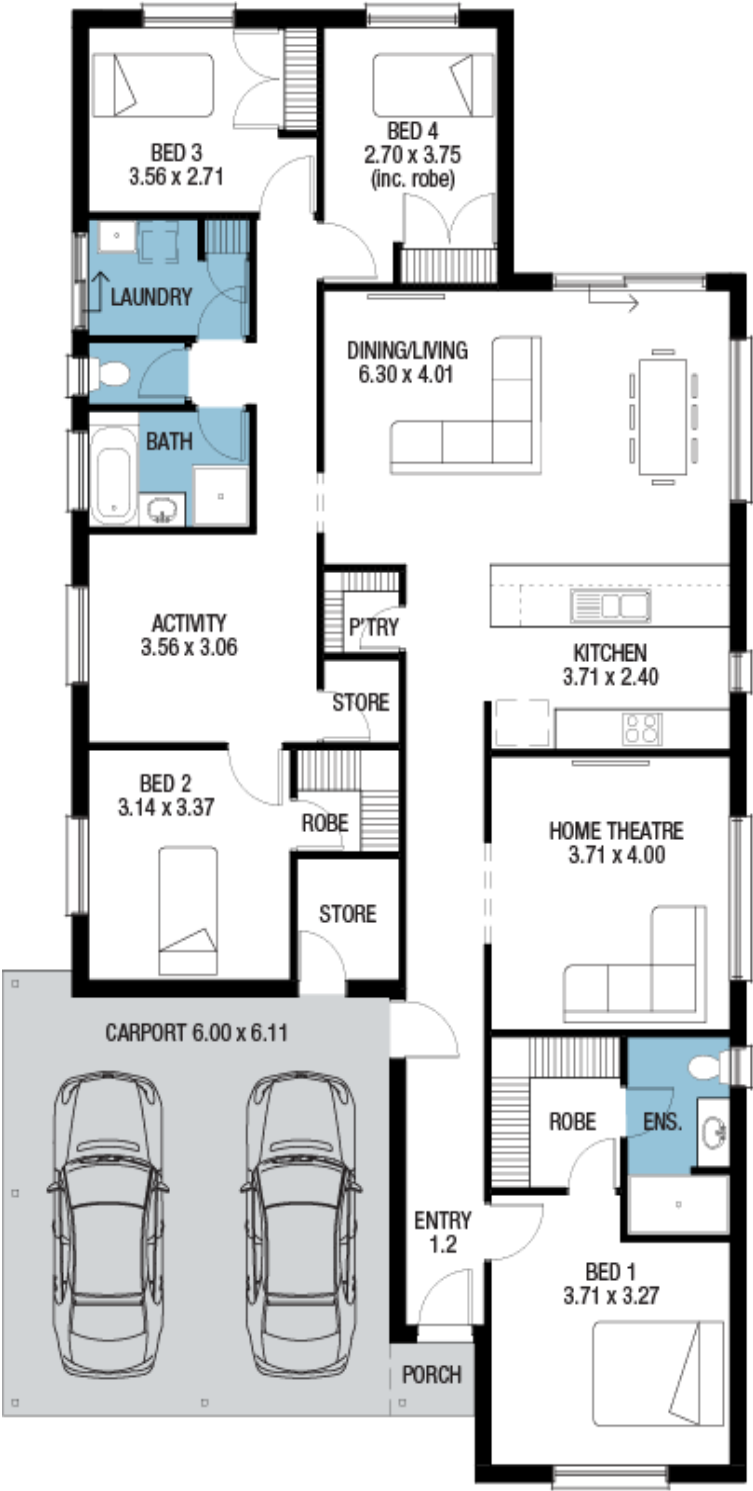 BED 3
3.56 x 2.71
BED 4
2.70 x 3.75
(inc. robe)
LAUNDRY
DINING/LIVING
6.30 x 4.01
BATH
ACTIVITY
3.56 x 3.06
P'TRY
KITCHEN
3.71 x 2.40
STORE
BED 2
3.14 x 3.37
ROBE
HOME THEATRE
3.71 x 4.00
STORE
CARPORT 6.00 x 6.11
ROBE
ENS.
ENTRY
1.2
BED 1
3.71 x 3.27
PORCH